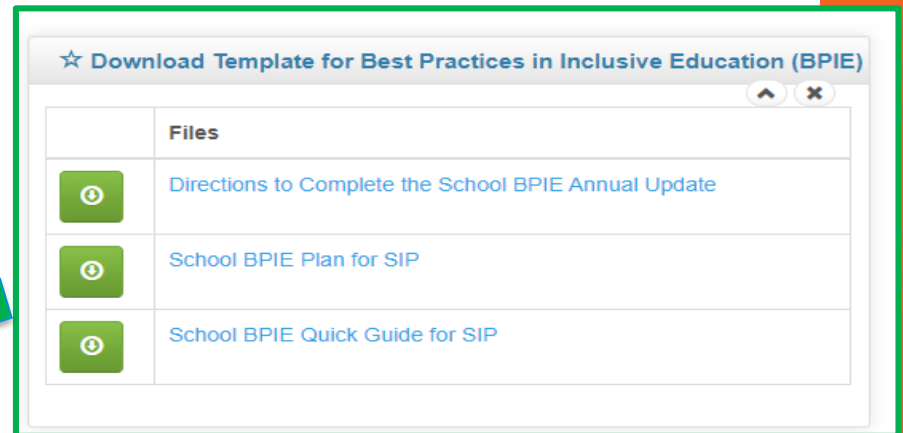 Download Template for Best Practices in Inclusive Education (BPIE)
Files
Directions to Complete the School BPIE Annual Update
School BPIE Plan for SIP
School BPIE Quick Guide for SIP